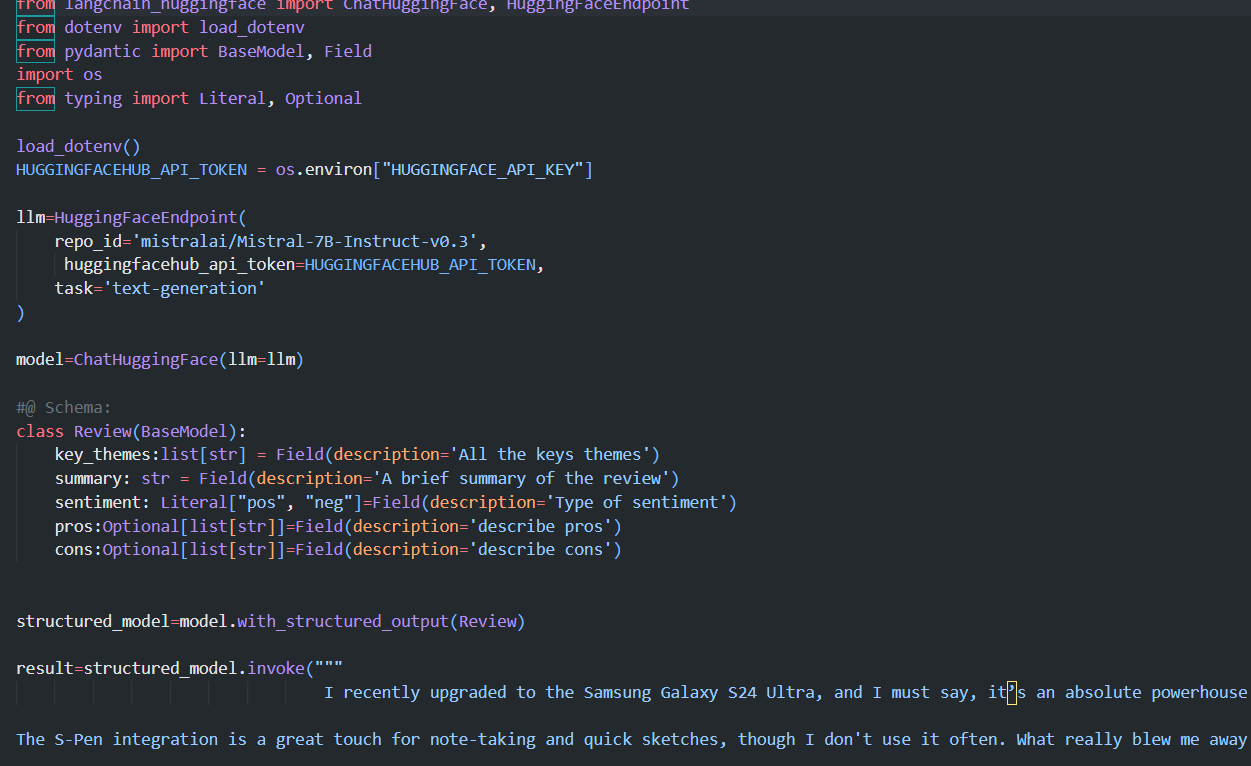 from langchain_huggingface import ChatHuggingFace, HuggingFaceEndpoint
from dotenv import load_dotenv
from pydantic import BaseModel, Field
import os
from typing import Literal, Optional

load_dotenv()
HUGGINGFACEHUB_API_TOKEN = os.environ["HUGGINGFACE_API_KEY"]

llm=HuggingFaceEndpoint(
    repo_id='mistralai/Mistral-7B-Instruct-v0.3',
     huggingfacehub_api_token=HUGGINGFACEHUB_API_TOKEN,
    task='text-generation'
)

model=ChatHuggingFace(llm=llm)

#@ Schema:
class Review(BaseModel):
    key_themes:list[str] = Field(description='All the keys themes')
    summary: str = Field(description='A brief summary of the review')
    sentiment: Literal["pos", "neg"]=Field(description='Type of sentiment')
    pros:Optional[list[str]]=Field(description='describe pros')
    cons:Optional[list[str]]=Field(description='describe cons')


structured_model=model.with_structured_output(Review)

result=structured_model.invoke("""
                                I recently upgraded to the Samsung Galaxy S24 Ultra, and I must say, it’s an absolute powerhouse

The S-Pen integration is a great touch for note-taking and quick sketches, though I don't use it often. What really blew me away